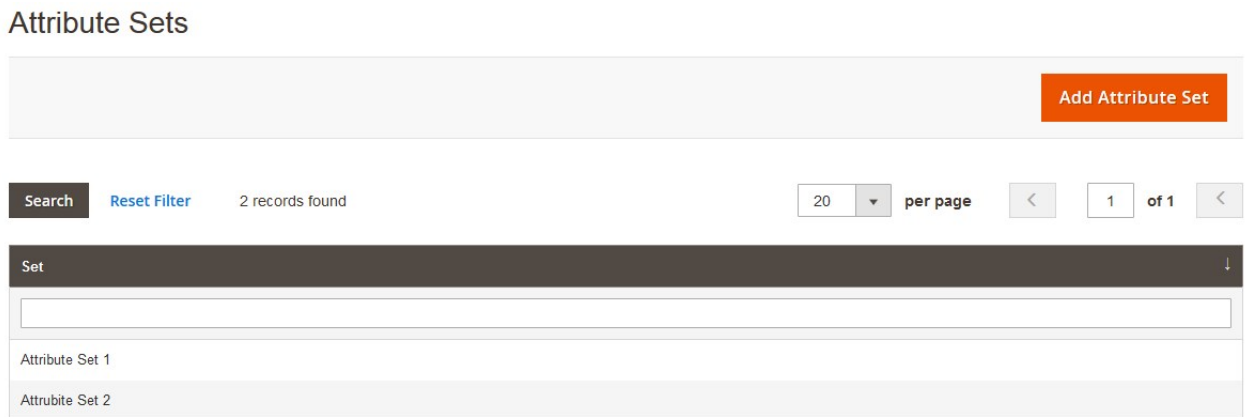 Attribute Sets
Add Attribute Set
Search Reset Filter 2 records found 20 per page 1 of 1
Set
Attribute Set 1
Attrubite Set 2